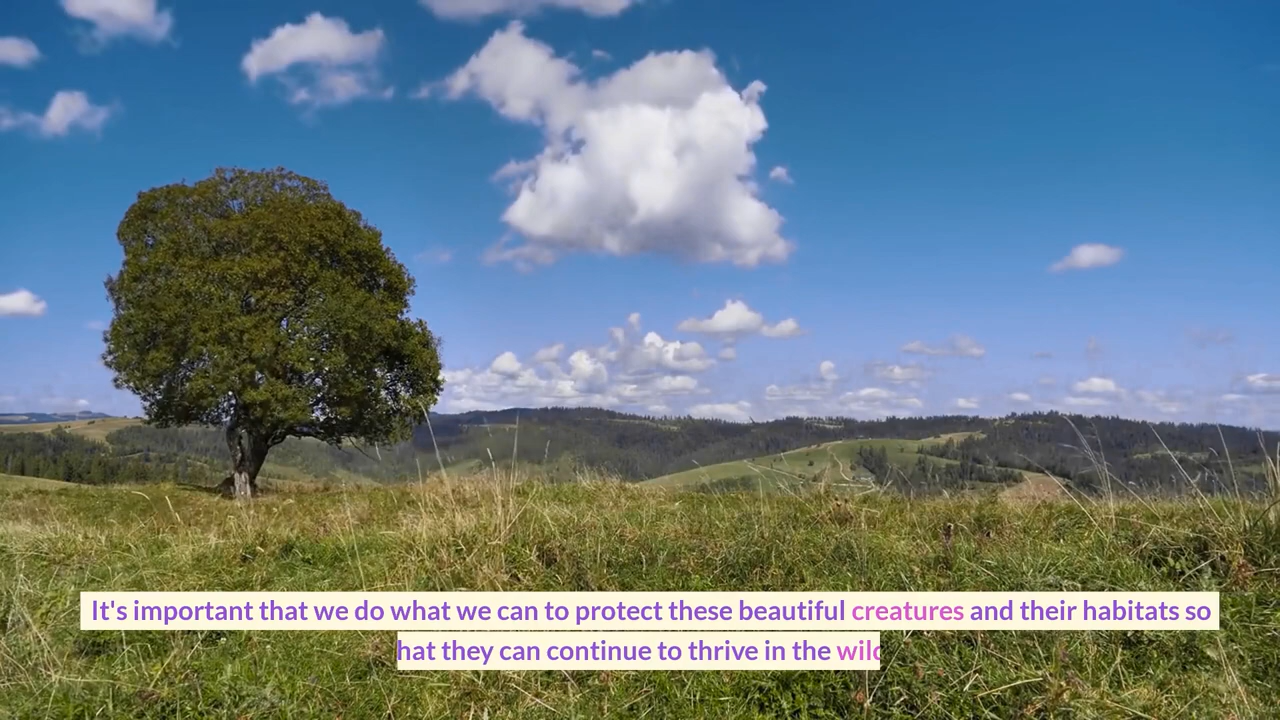 It's important that we do what we can to protect these beautiful creatures and their habitats so
hat they can continue to thrive in the wil